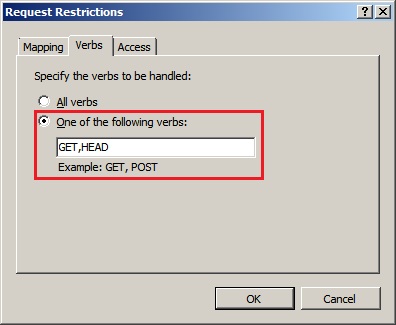 Request Restrictions
Mapping Verbs Access
Specify the verbs to be handled:
All verbs
One of the following verbs:
GET,HEAD
Example: GET, POST
OK Cancel